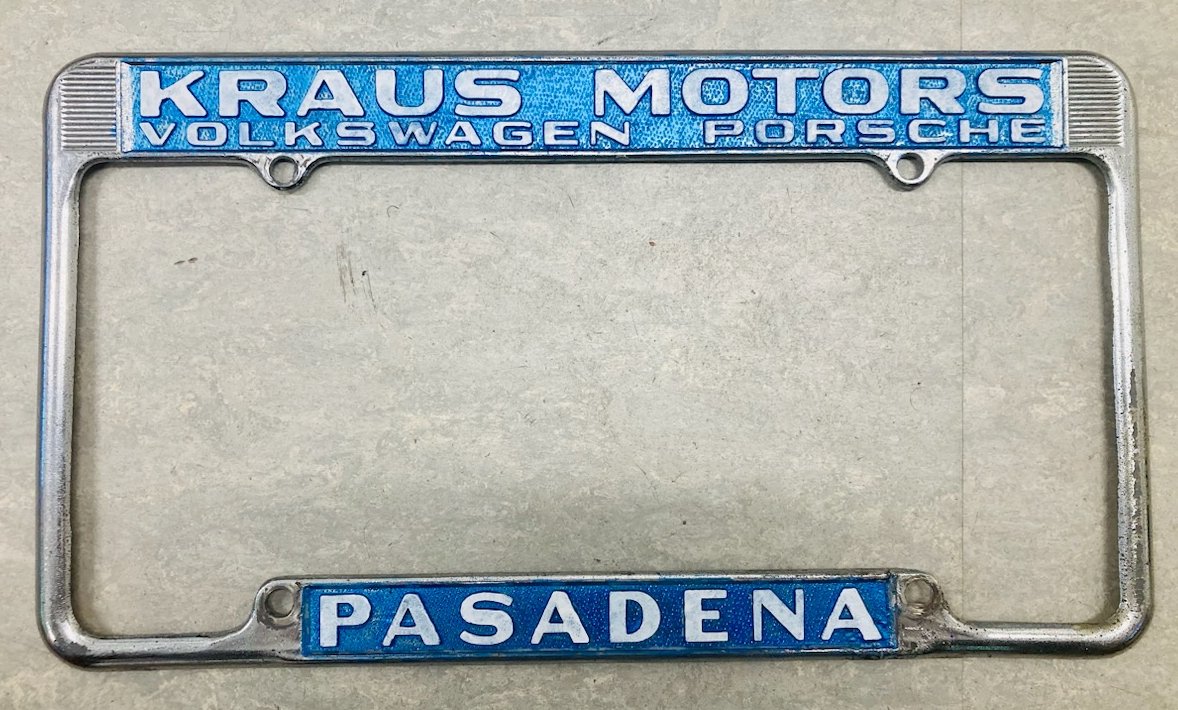 KRAUS MOTORS
VOLKSWAGEN PORSCHE
PASADENA